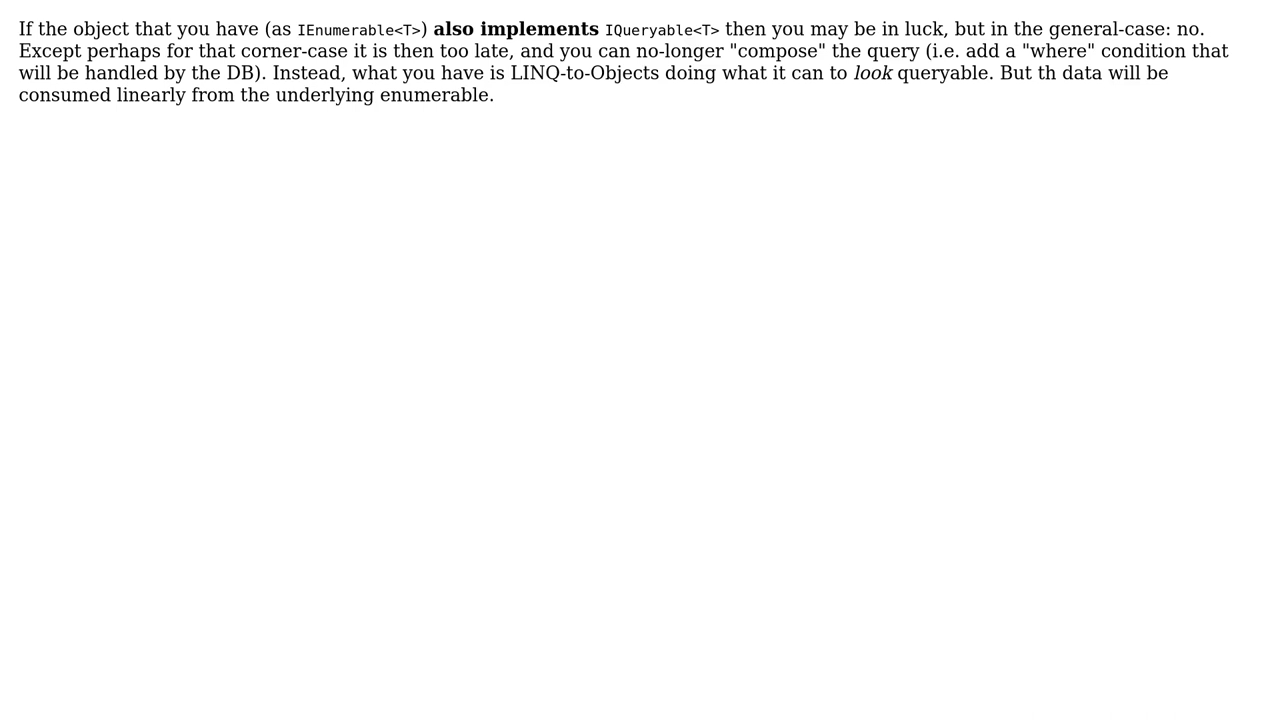 If the object that you have (as IEnumerable<T>) also implements IQueryable<T> then you may be in luck, but in the general-case: no.
Except perhaps for that corner-case it is then too late, and you can no-longer "compose" the query (i.e. add a "where" condition that
will be handled by the DB). Instead, what you have is LINQ-to-Objects doing what it can to look queryable. But th data will be
consumed linearly from the underlying enumerable.